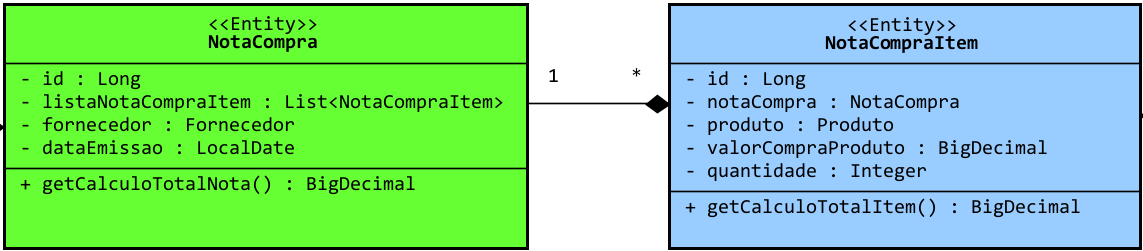 <<Entity>>
NotaCompra
- id : Long
- listaNotaCompraItem : List<NotaCompraItem>
- fornecedor : Fornecedor
- dataEmissao : LocalDate
+ getCalculoTotalNota() : BigDecimal
1 *
<<Entity>>
NotaCompraItem
- id : Long
- notaCompra : NotaCompra
- produto : Produto
- valorCompraProduto : BigDecimal
- quantidade : Integer
+ getCalculoTotalItem() : BigDecimal